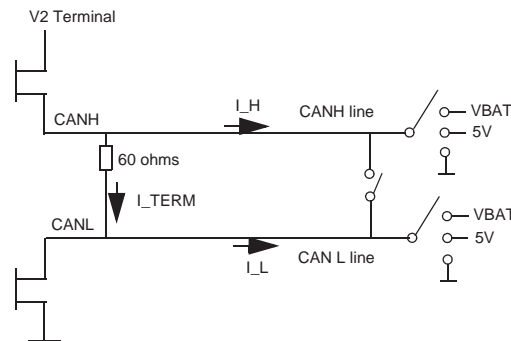 V2 Terminal
I_H
CANH
CANH line
VBAT
5V
60 ohms
I_TERM
CANL
VBAT
5V
I_L
CAN L line